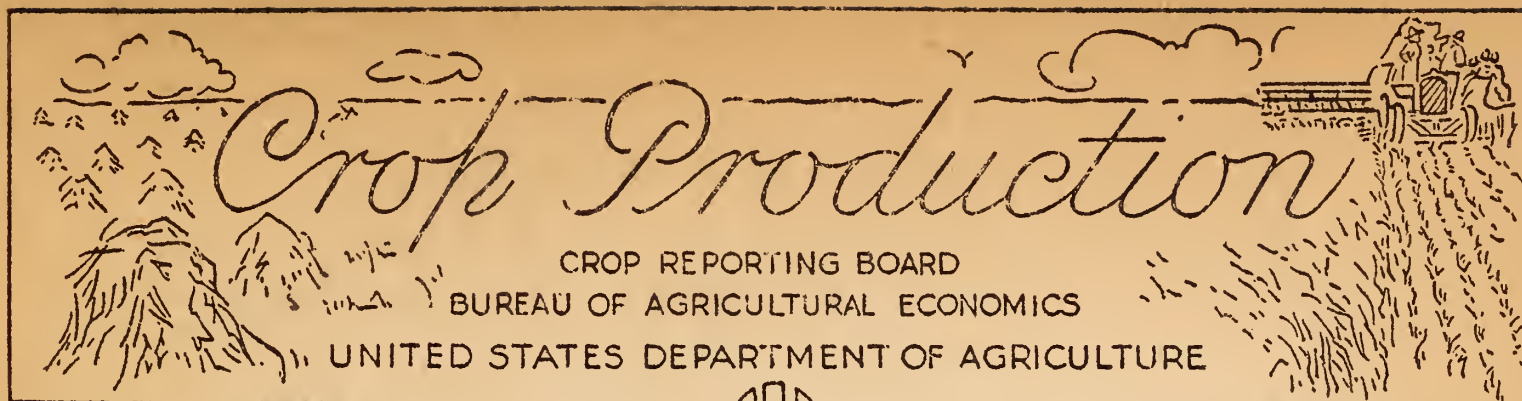 Crop Production
CROP REPORTING BOARD
BUREAU OF AGRICULTURAL ECONOMICS
UNITED STATES DEPARTMENT OF AGRICULTURE